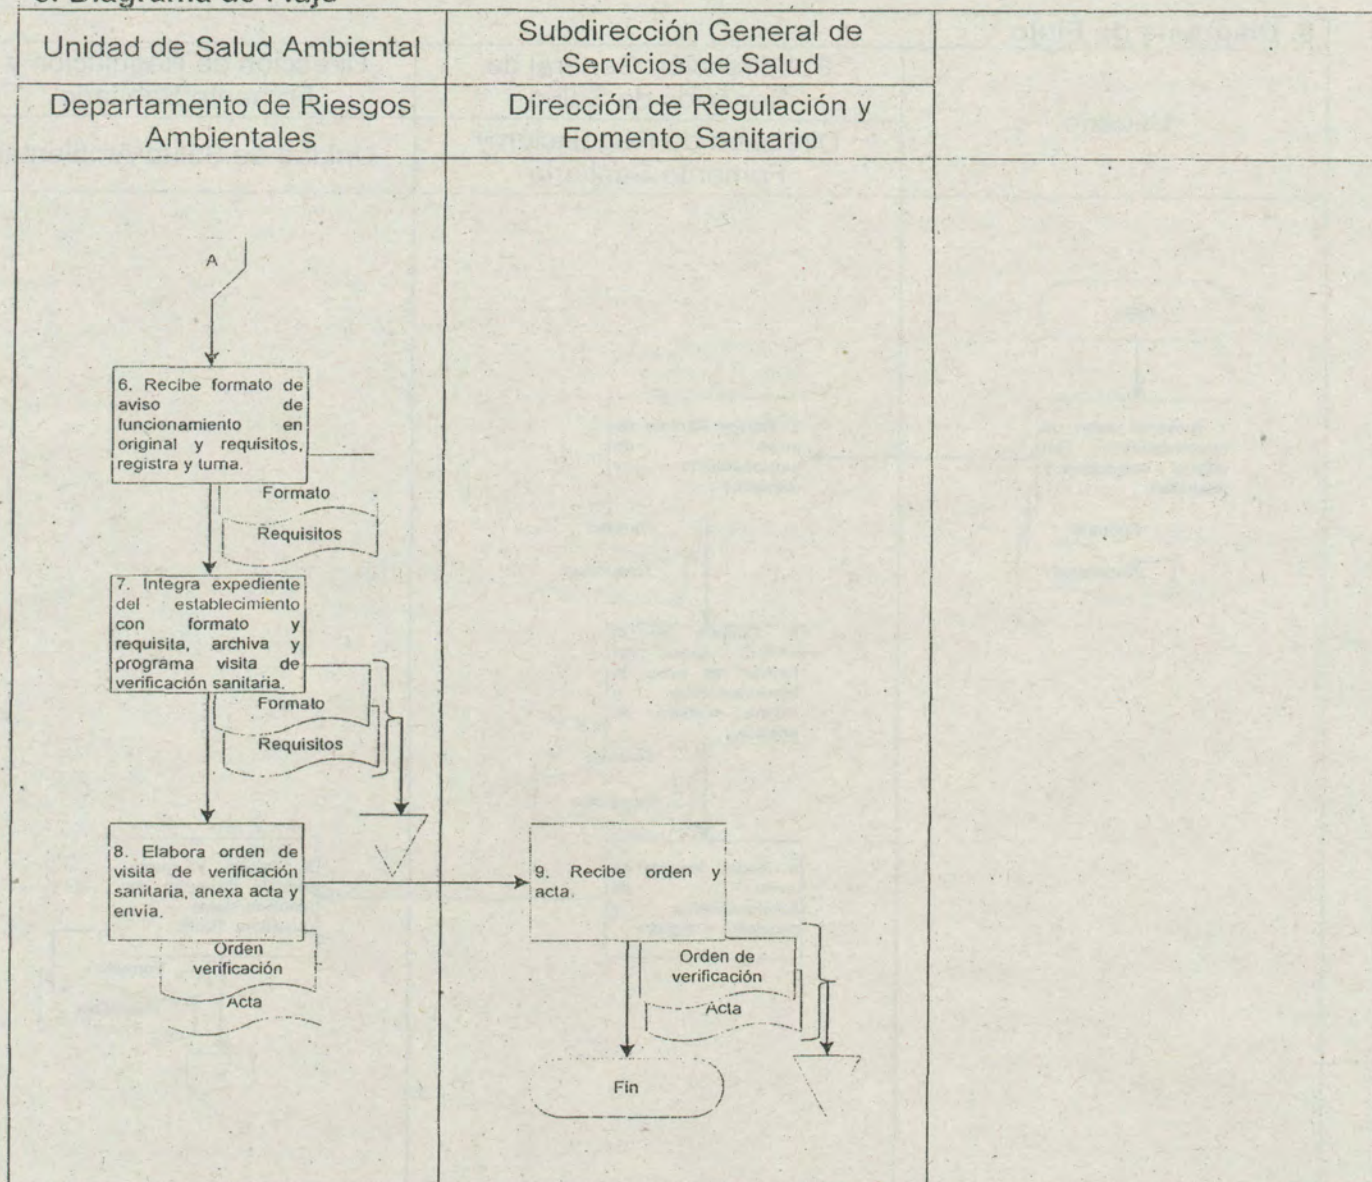 Unidad de Salud Ambiental
Subdirección General de
Servicios de Salud
Departamento de Riesgos
Ambientales
Dirección de Regulación y
Fomento Sanitario
A
6. Recibe formato de
aviso de
funcionamiento en
original y requisitos,
registra y turna.
Formato
Requisitos
7. Integra expediente
del establecimiento
con formato y
requisita, archiva y
programa visita de
verificación sanitaria.
Formato
Requisitos
8. Elabora orden de
visita de verificación
sanitaria, anexa acta y
envia.
Orden
verificación
Acta
9. Recibe orden y
acta.
Orden de
verificación
Acta
Fin